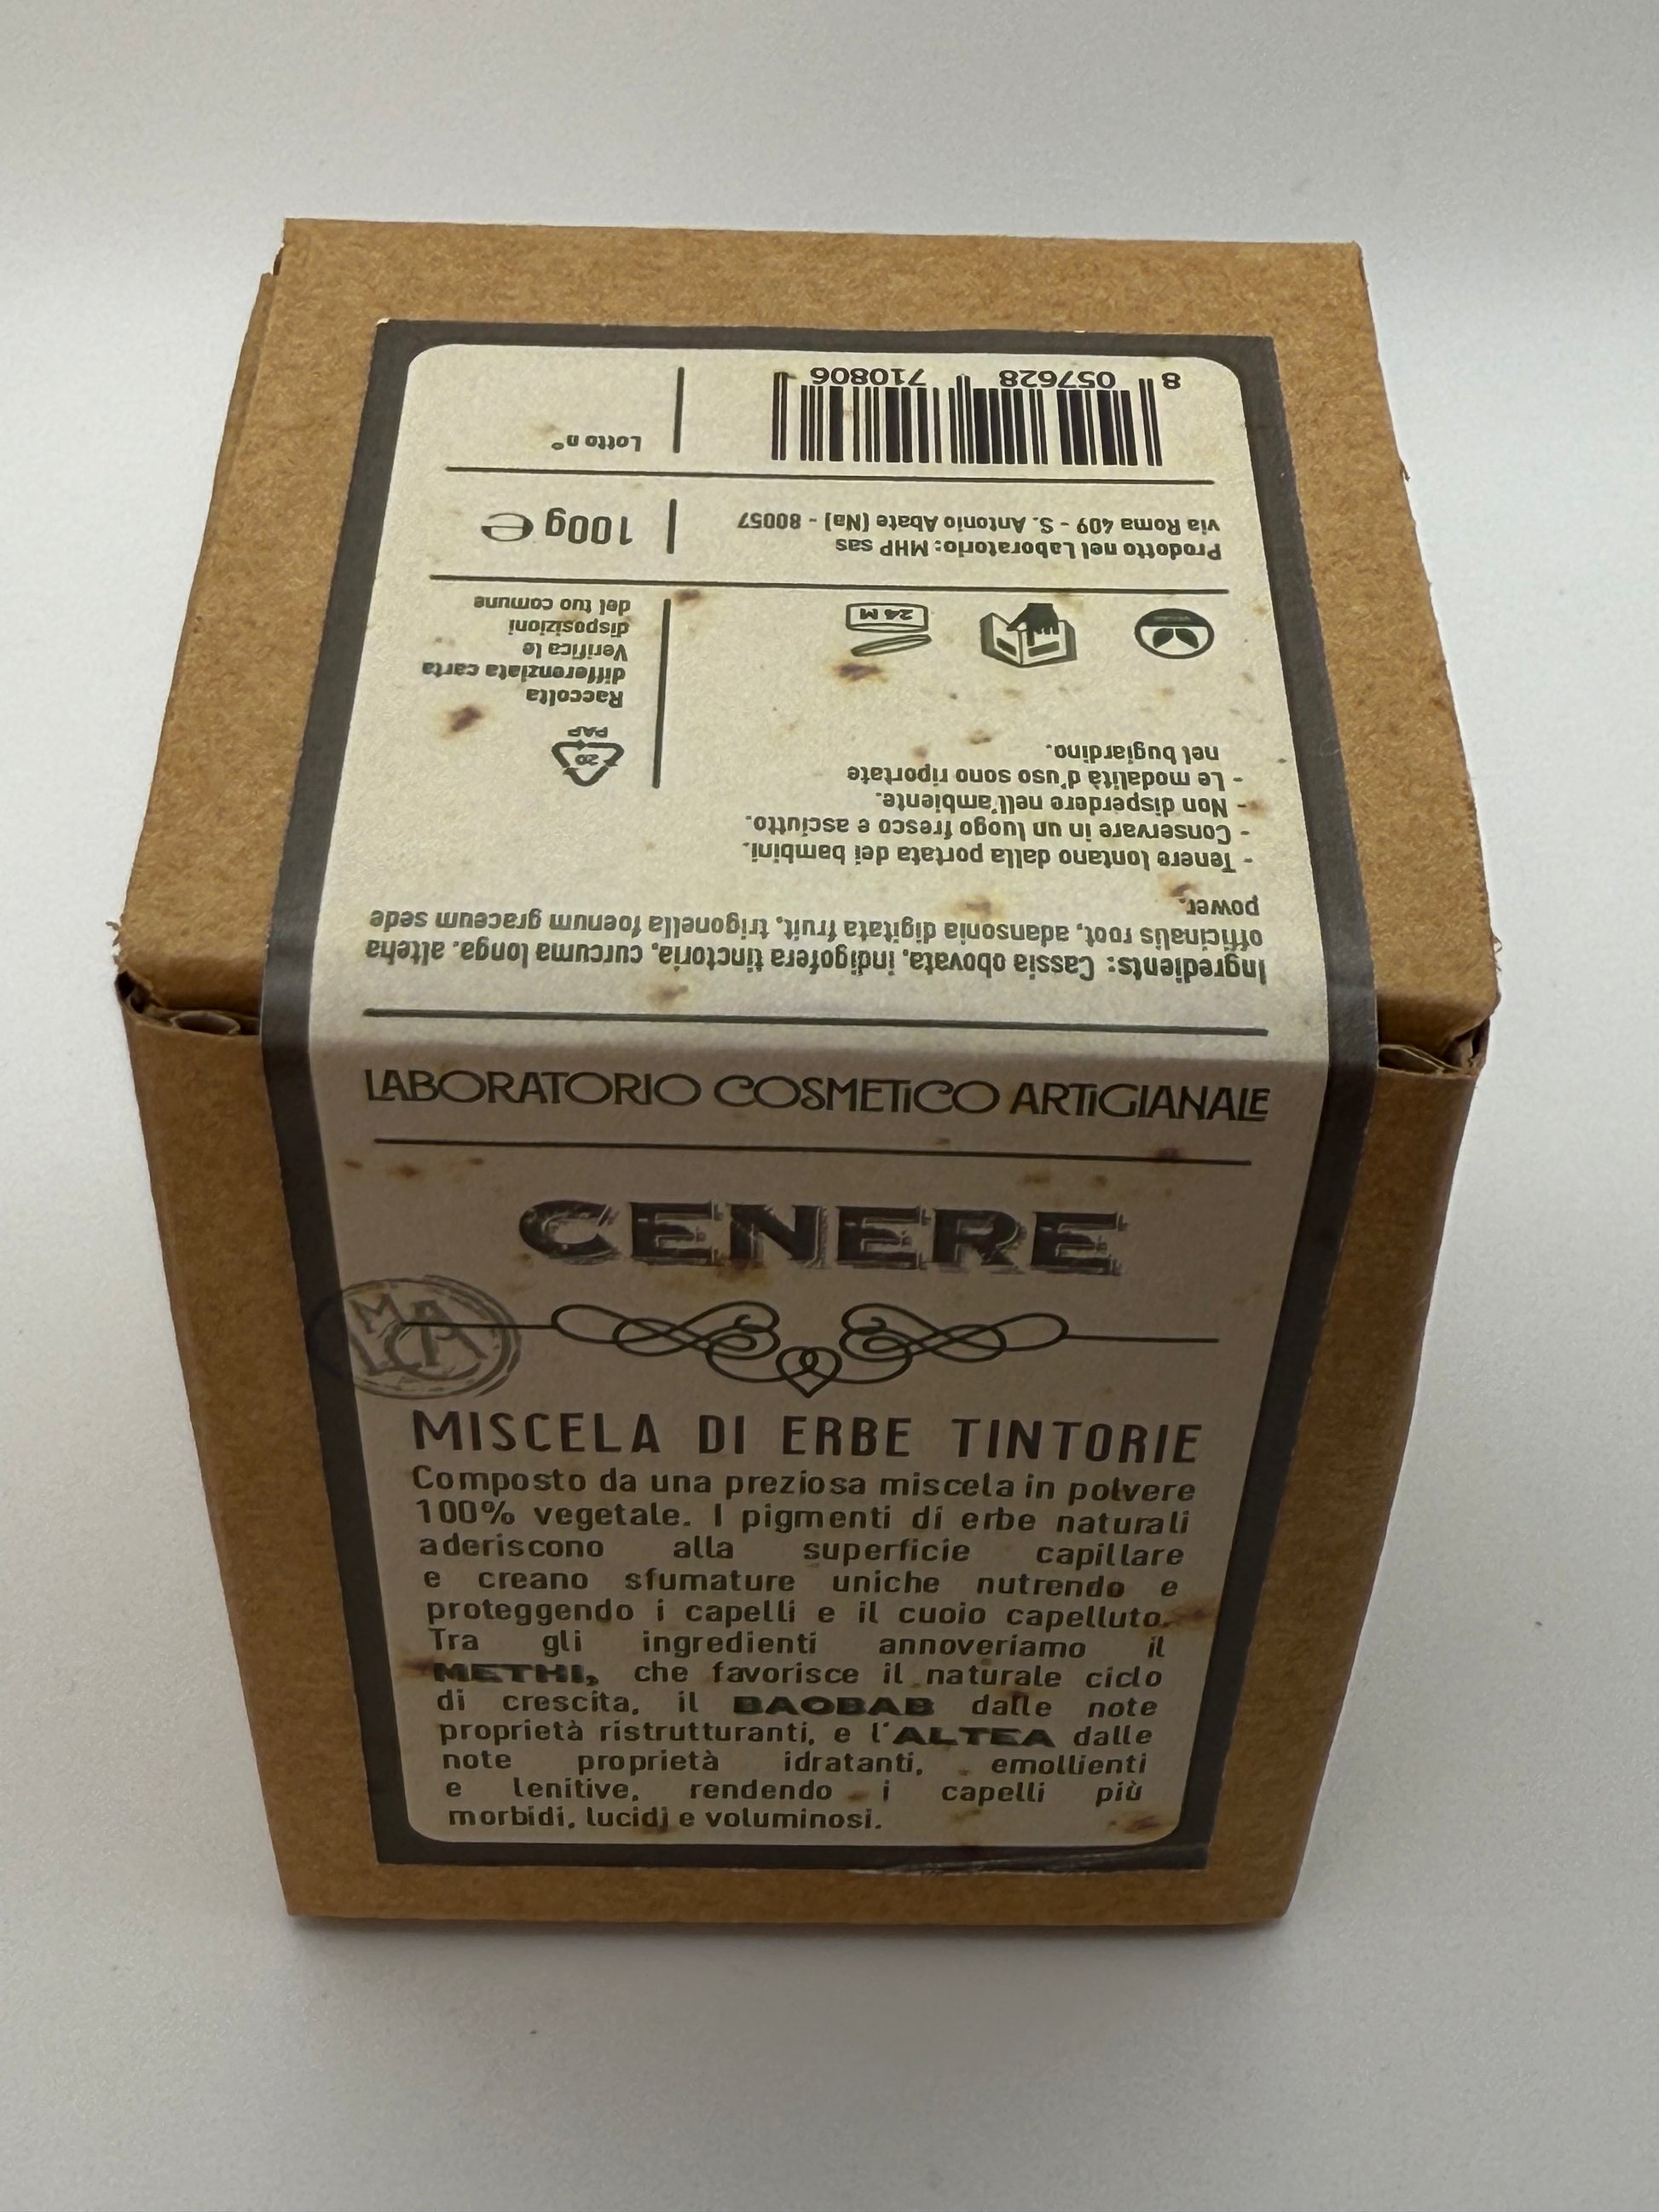 LABORATORIO COSMETICO ARTIGIANALE
CENERE
MACA
MISCELA DI ERBE TINTORIE
Composto da una preziosa miscela in polvere
100% vegetale. I pigmenti di erbe naturali
aderiscono alla superficie capillare
e creano sfumature uniche nutrendo e
proteggendo i capelli e il cuoio capelluto.
Tra gli ingredienti annoveriamo il
METHI, che favorisce il naturale ciclo
di crescita, il BAOBAB dalle note
proprietà ristrutturanti, e l'ALTEA dalle
note proprietà idratanti, emollienti
e lenitive, rendendo i capelli più
morbidi, lucidi e voluminosi.
Ingredients: Cassia obovata, indigofera tinctoria, curcuma longa. alteha
officinalis root, adansonia digitata fruit, trigonella foenum graceum sede
power.
- Tenere lontano dalla portata dei bambini.
- Conservare in un luogo fresco e asciutto.
- Non disperdere nell'ambiente.
- Le modalità d'uso sono riportate
nel bugiardino.
20
PAP
Raccolta
differenziata carta
Verifica le
disposizioni
del tuo comune
24 M
Prodotto nel Laboratorio: MHP sas
via Roma 409 - S. Antonio Abate (Na) - 80057
100g e
8 057628 710806
Lotto n°